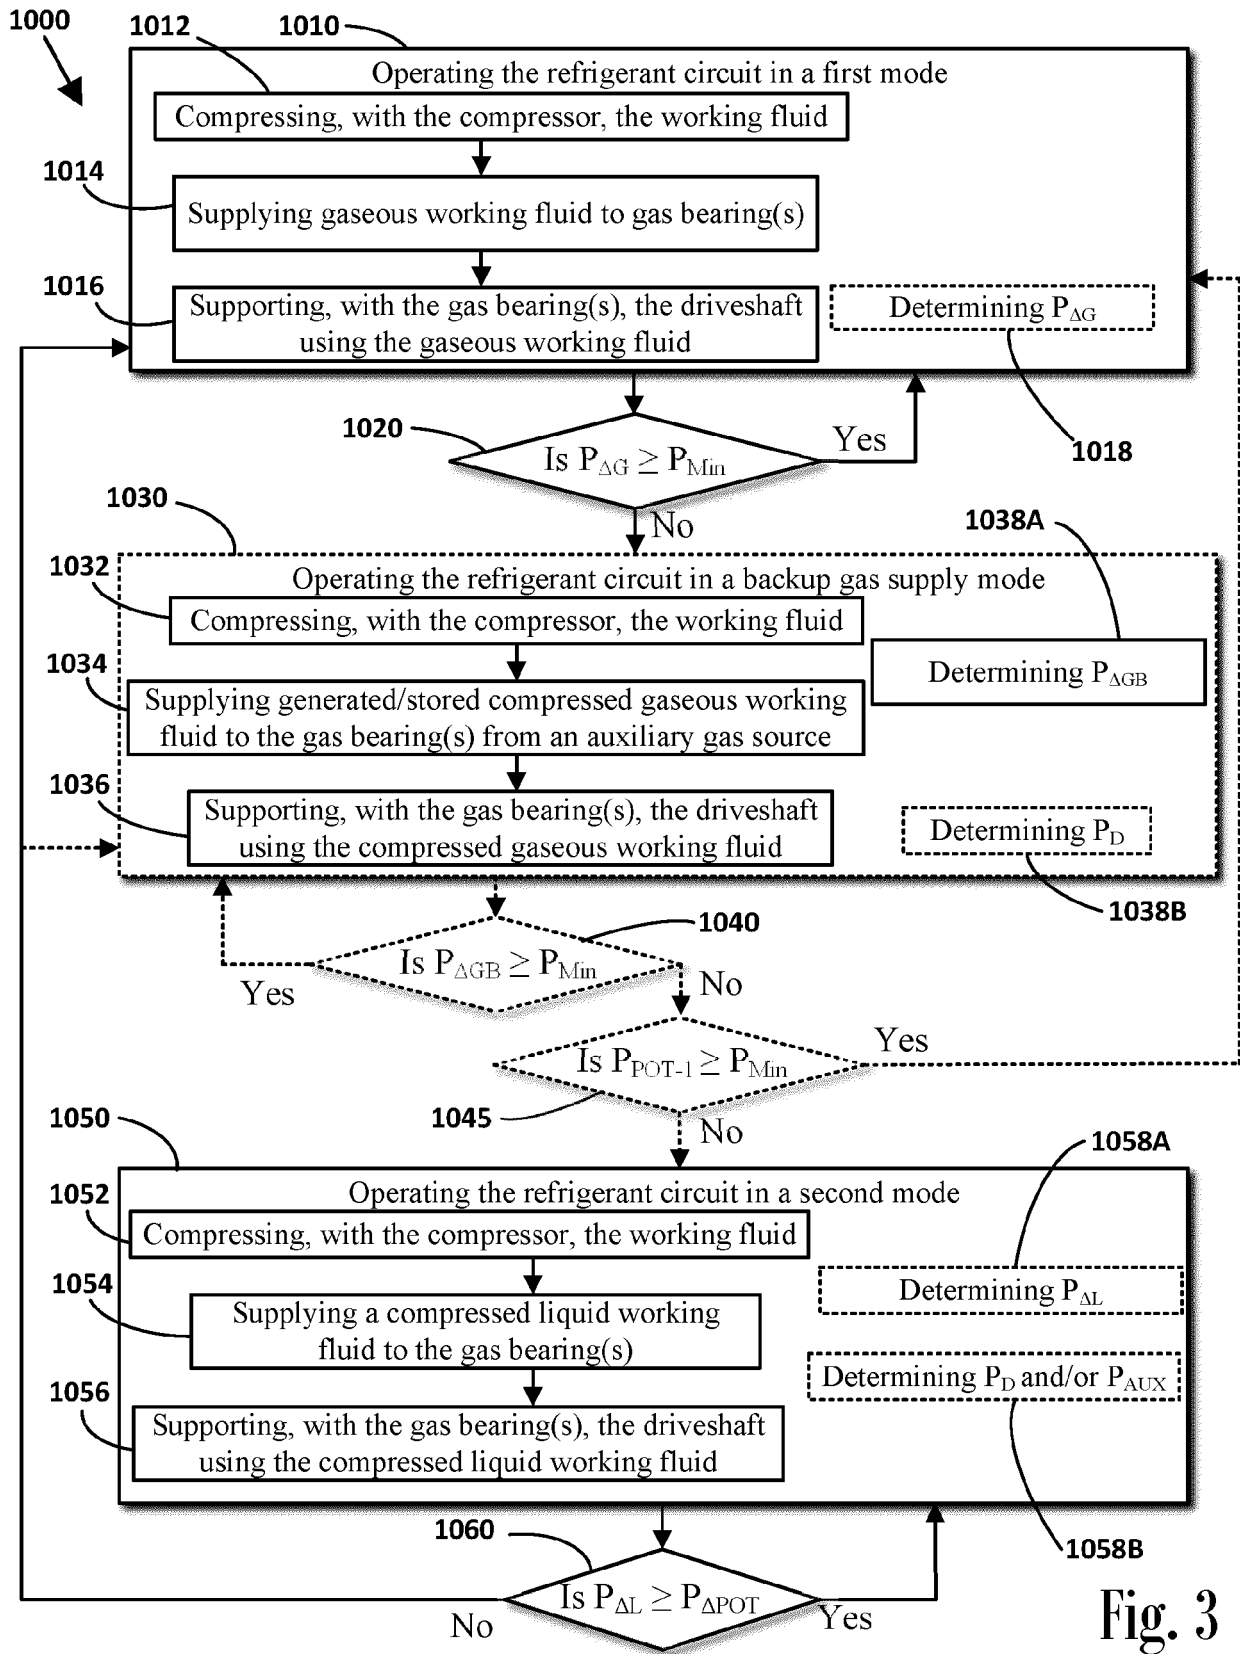 1000
1012
1010
Operating the refrigerant circuit in a first mode
Compressing, with the compressor, the working fluid
1014
Supplying gaseous working fluid to gas bearing(s)
1016
Supporting, with the gas bearing(s), the driveshaft
using the gaseous working fluid
Determining PΔG
1018
1020
Is PΔG ≥ PMin
Yes
No
1030
1038A
1032
Operating the refrigerant circuit in a backup gas supply mode
Compressing, with the compressor, the working fluid
1034
Determining PΔGB
Supplying generated/stored compressed gaseous working
fluid to the gas bearing(s) from an auxiliary gas source
1036
Supporting, with the gas bearing(s), the driveshaft
using the compressed gaseous working fluid
Determining PD
1038B
1040
Is PΔGB ≥ PMin
Yes
No
Is PPOT-1 ≥ PMin
Yes
1045
No
1050
1058A
1052
Operating the refrigerant circuit in a second mode
Compressing, with the compressor, the working fluid
1054
Determining PΔL
Supplying a compressed liquid working
fluid to the gas bearing(s)
Determining PD and/or PAUX
1056
Supporting, with the gas bearing(s), the driveshaft
using the compressed liquid working fluid
1060
1058B
Is PΔL ≥ PΔPOT
No
Yes
Fig. 3